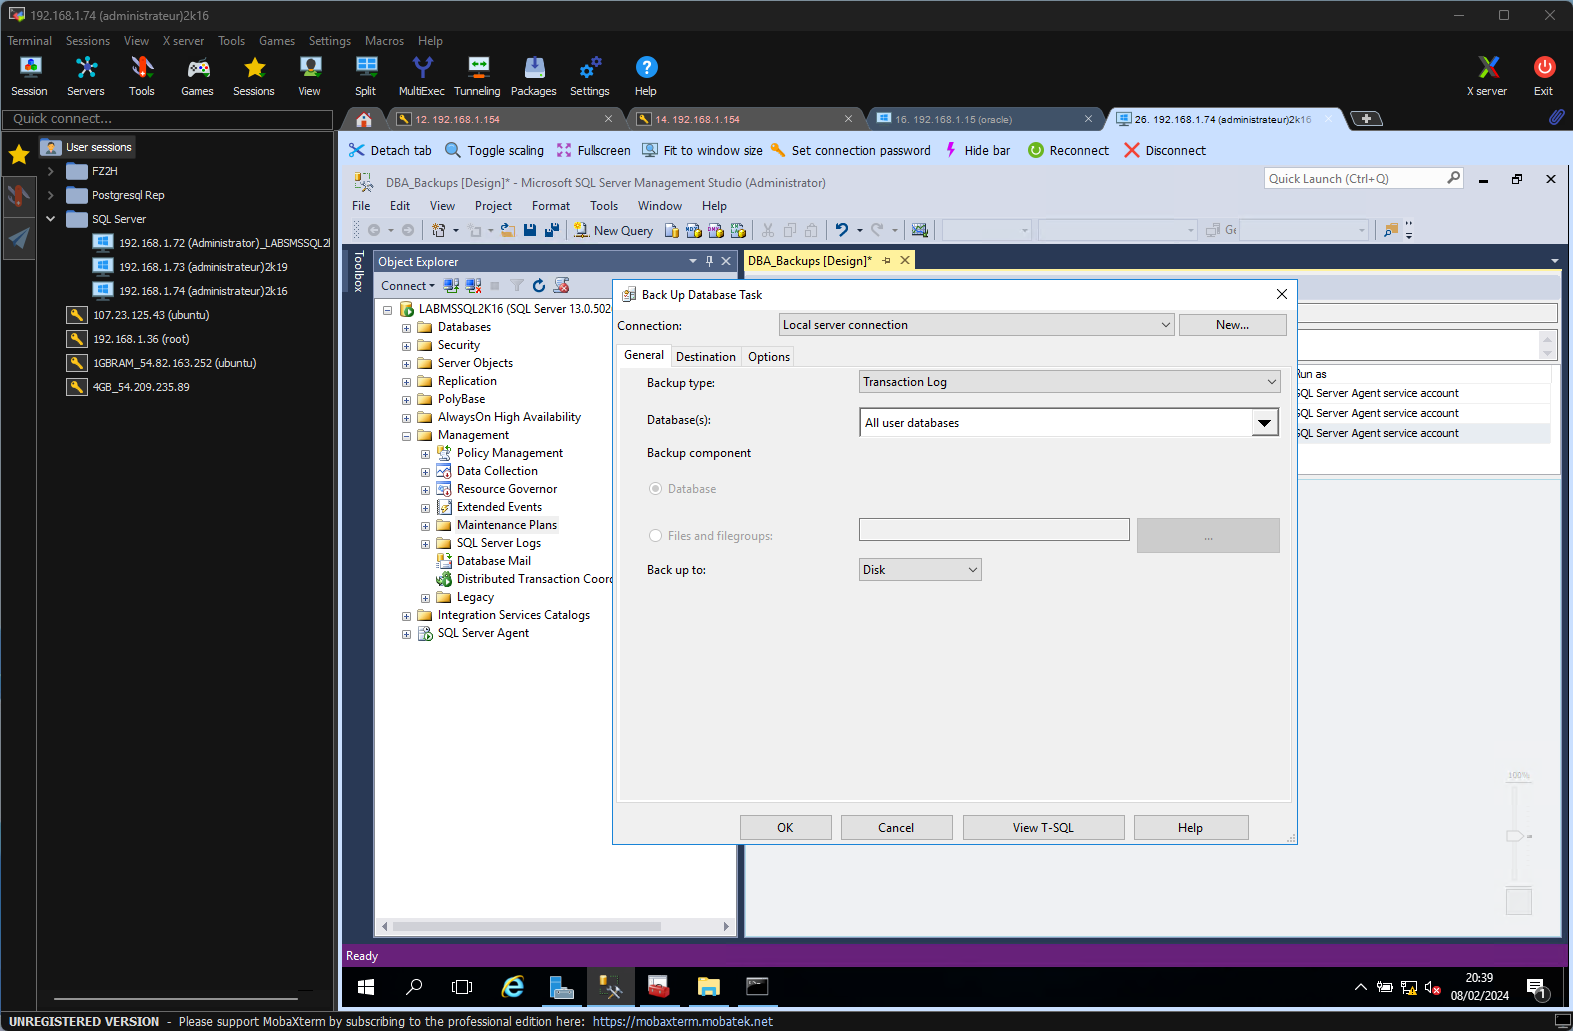 192.168.1.74 (administrateur)2k16
Terminal Sessions View X server Tools Games Settings Macros Help
Session Servers Tools Games Sessions View Split MultiExec Tunneling Packages Settings Help X server Exit
Quick connect...
12. 192.168.1.154
14. 192.168.1.154
16. 192.168.1.15 (oracle)
26. 192.168.1.74 (administrateur)2k16
User sessions
FZ2H
Postgresql Rep
SQL Server
192.168.1.72 (Administrator)_LABSMSSQL2
192.168.1.73 (administrateur)2k19
192.168.1.74 (administrateur)2k16
107.23.125.43 (ubuntu)
192.168.1.36 (root)
1GBRAM_54.82.163.252 (ubuntu)
4GB_54.209.235.89
Detach tab Toggle scaling Fullscreen Fit to window size Set connection password Hide bar Reconnect Disconnect
DBA_Backups [Design]* - Microsoft SQL Server Management Studio (Administrator)
Quick Launch (Ctrl+Q)
File Edit View Project Format Tools Window Help
New Query
Ge
Toolbox
Object Explorer
Connect
LABMSSQL2K16 (SQL Server 13.0.502
Databases
Security
Server Objects
Replication
PolyBase
AlwaysOn High Availability
Management
Policy Management
Data Collection
Resource Governor
Extended Events
Maintenance Plans
SQL Server Logs
Database Mail
Distributed Transaction Coord
Legacy
Integration Services Catalogs
SQL Server Agent
DBA_Backups [Design]*
Back Up Database Task
Connection: Local server connection New...
General Destination Options
Backup type: Transaction Log
Database(s): All user databases
Backup component
Database
Files and filegroups: ...
Back up to: Disk
OK Cancel View T-SQL Help
Run as
SQL Server Agent service account
SQL Server Agent service account
SQL Server Agent service account
100%
Ready
20:39
08/02/2024
1
UNREGISTERED VERSION - Please support MobaXterm by subscribing to the professional edition here: https://mobaxterm.mobatek.net